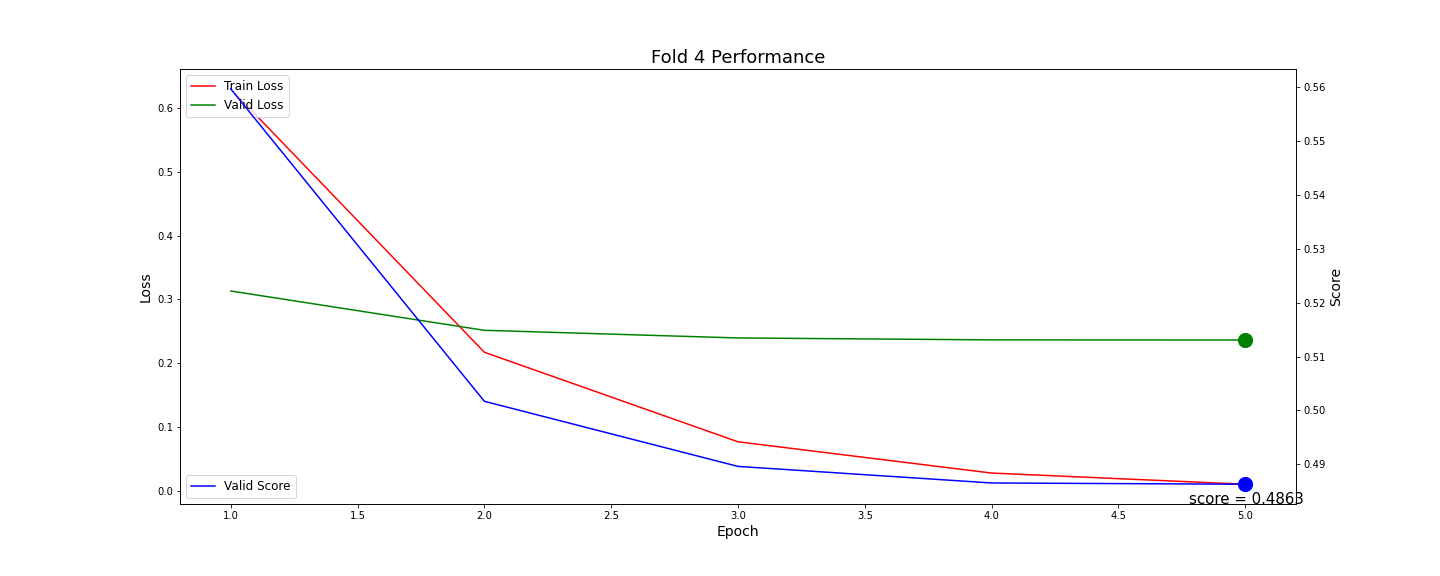 Fold 4 Performance
Train Loss
Valid Loss
Valid Score
0.6
0.5
0.4
0.3
0.2
0.1
0.0
Loss
0.56
0.55
0.54
0.53
0.52
0.51
0.50
0.49
Score
score = 0.4863
1.0 1.5 2.0 2.5 3.0 3.5 4.0 4.5 5.0
Epoch